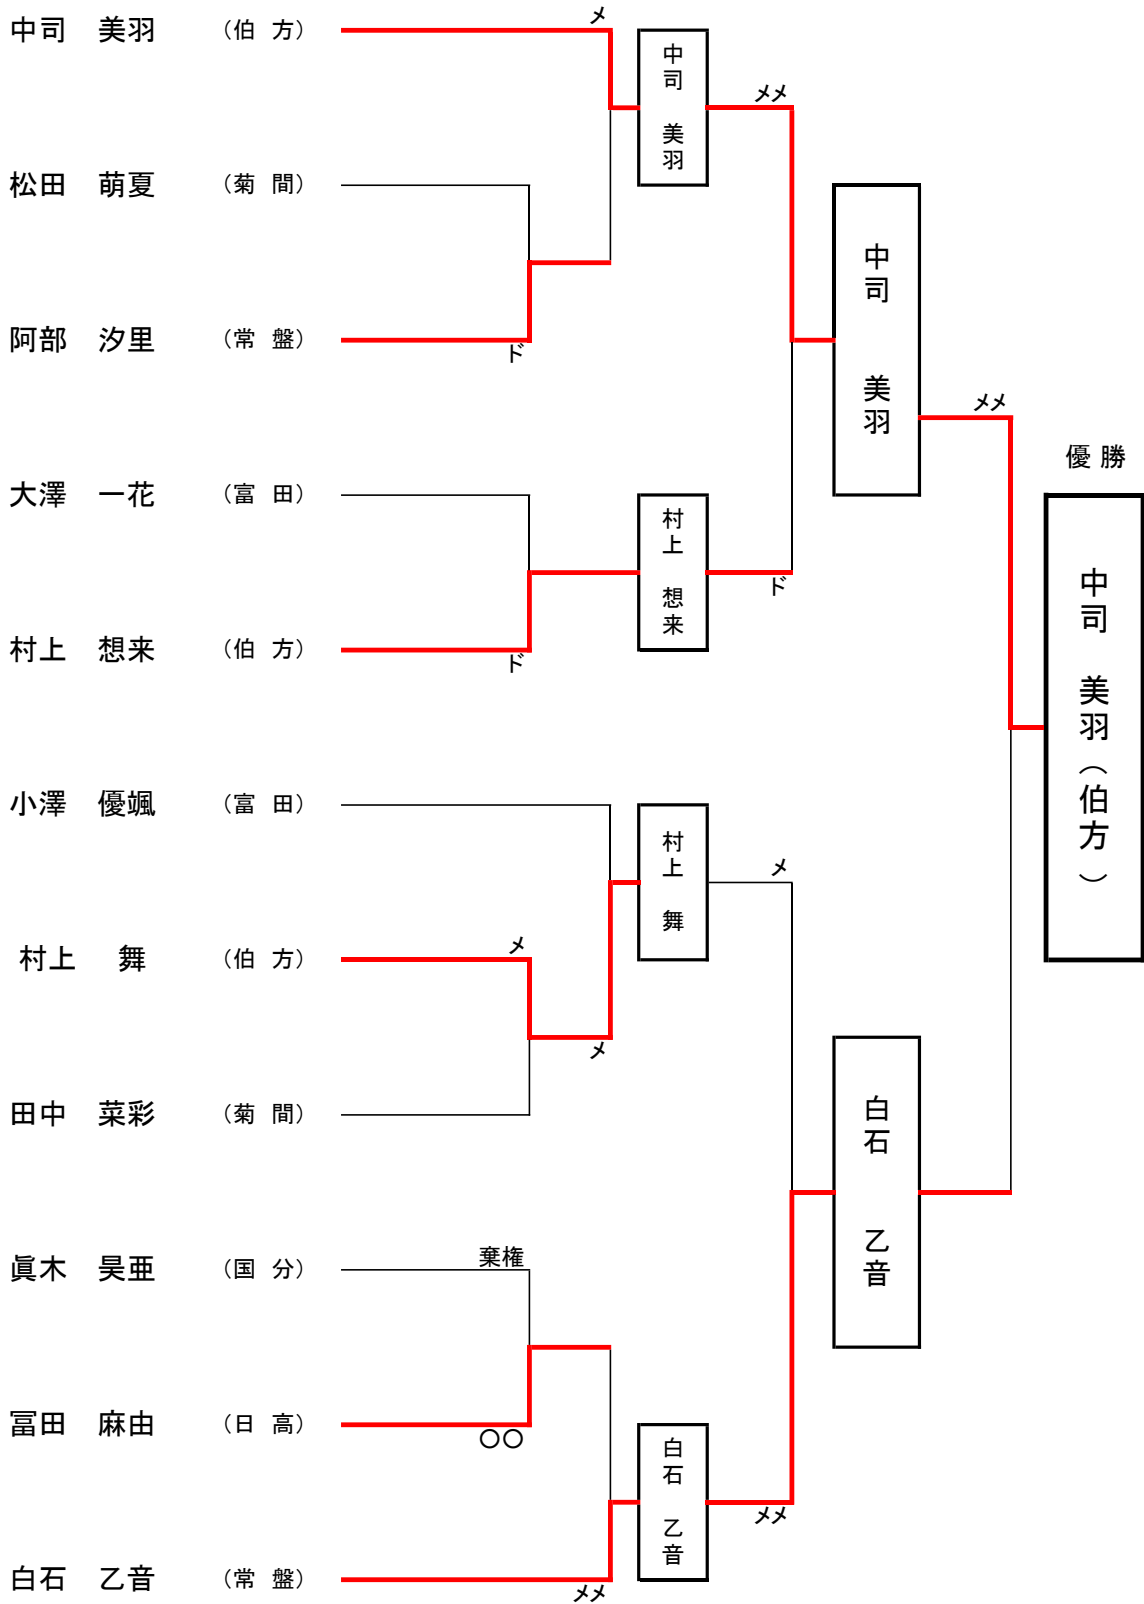 中司 美羽 （伯 方）
松田 萌夏 （菊 間）
阿部 汐里 （常 盤）
大澤 一花 （富 田）
村上 想来 （伯 方）
小澤 優颯 （富 田）
村上 舞 （伯 方）
田中 菜彩 （菊 間）
眞木 昊亜 （国 分）
冨田 麻由 （日 高）
白石 乙音 （常 盤）
メ
ド
ド
メ
メ
棄権
○○
メメ
中司 美羽
村上 想来
村上 舞
白石 乙音
メメ
ド
メ
メメ
中司 美羽
白石 乙音
メメ
優 勝
中司 美羽（伯方）